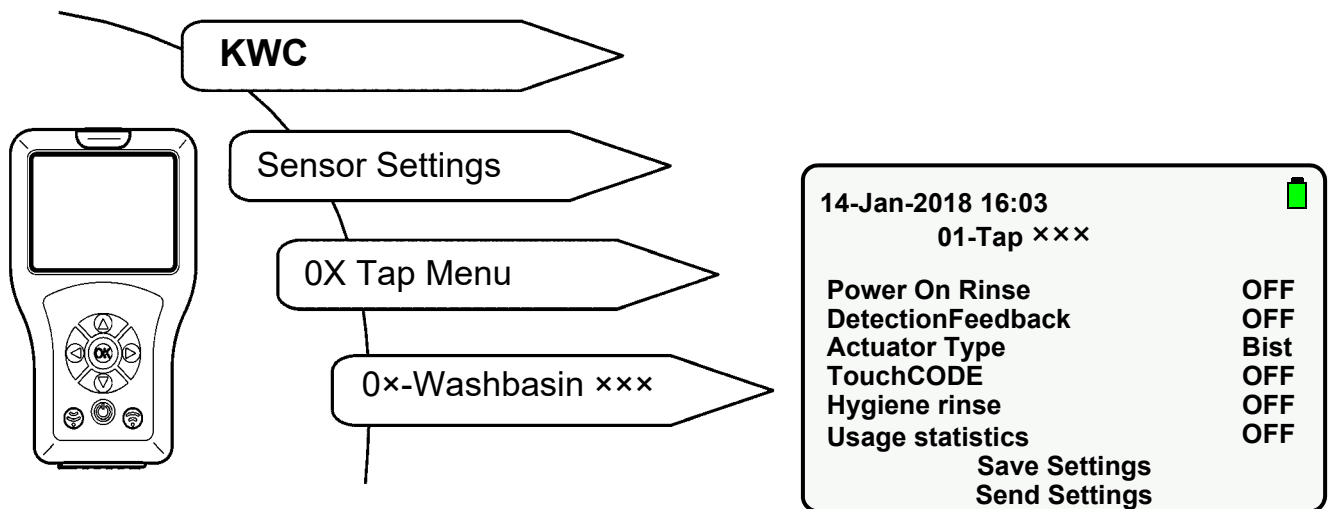 KWC
Sensor Settings
0X Tap Menu
0×-Washbasin ×××
OK
14-Jan-2018 16:03
01-Tap ×××
Power On Rinse OFF
DetectionFeedback OFF
Actuator Type Bist
TouchCODE OFF
Hygiene rinse OFF
Usage statistics OFF
Save Settings
Send Settings